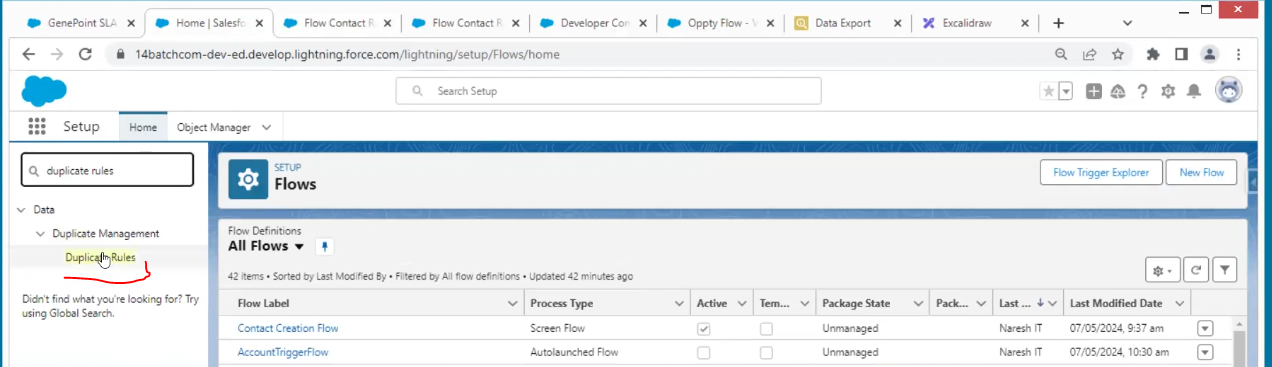 GenePoint SLA
Home | Salesfo
Flow Contact R
Flow Contact R
Developer Con
Oppty Flow - V
Data Export
Excalidraw
14batchcom-dev-ed.develop.lightning.force.com/lightning/setup/Flows/home
Search Setup
Setup
Home
Object Manager
duplicate rules
Data
Duplicate Management
Duplicate Rules
Didn't find what you're looking for? Try
using Global Search.
SETUP
Flows
Flow Trigger Explorer
New Flow
Flow Definitions
All Flows
42 items • Sorted by Last Modified By • Filtered by All flow definitions • Updated 42 minutes ago
Flow Label Process Type Active Tem... Package State Pack... Last ... Last Modified Date
Contact Creation Flow Screen Flow Unmanaged Naresh IT 07/05/2024, 9:37 am
AccountTriggerFlow Autolaunched Flow Unmanaged Naresh IT 07/05/2024, 10:30 am